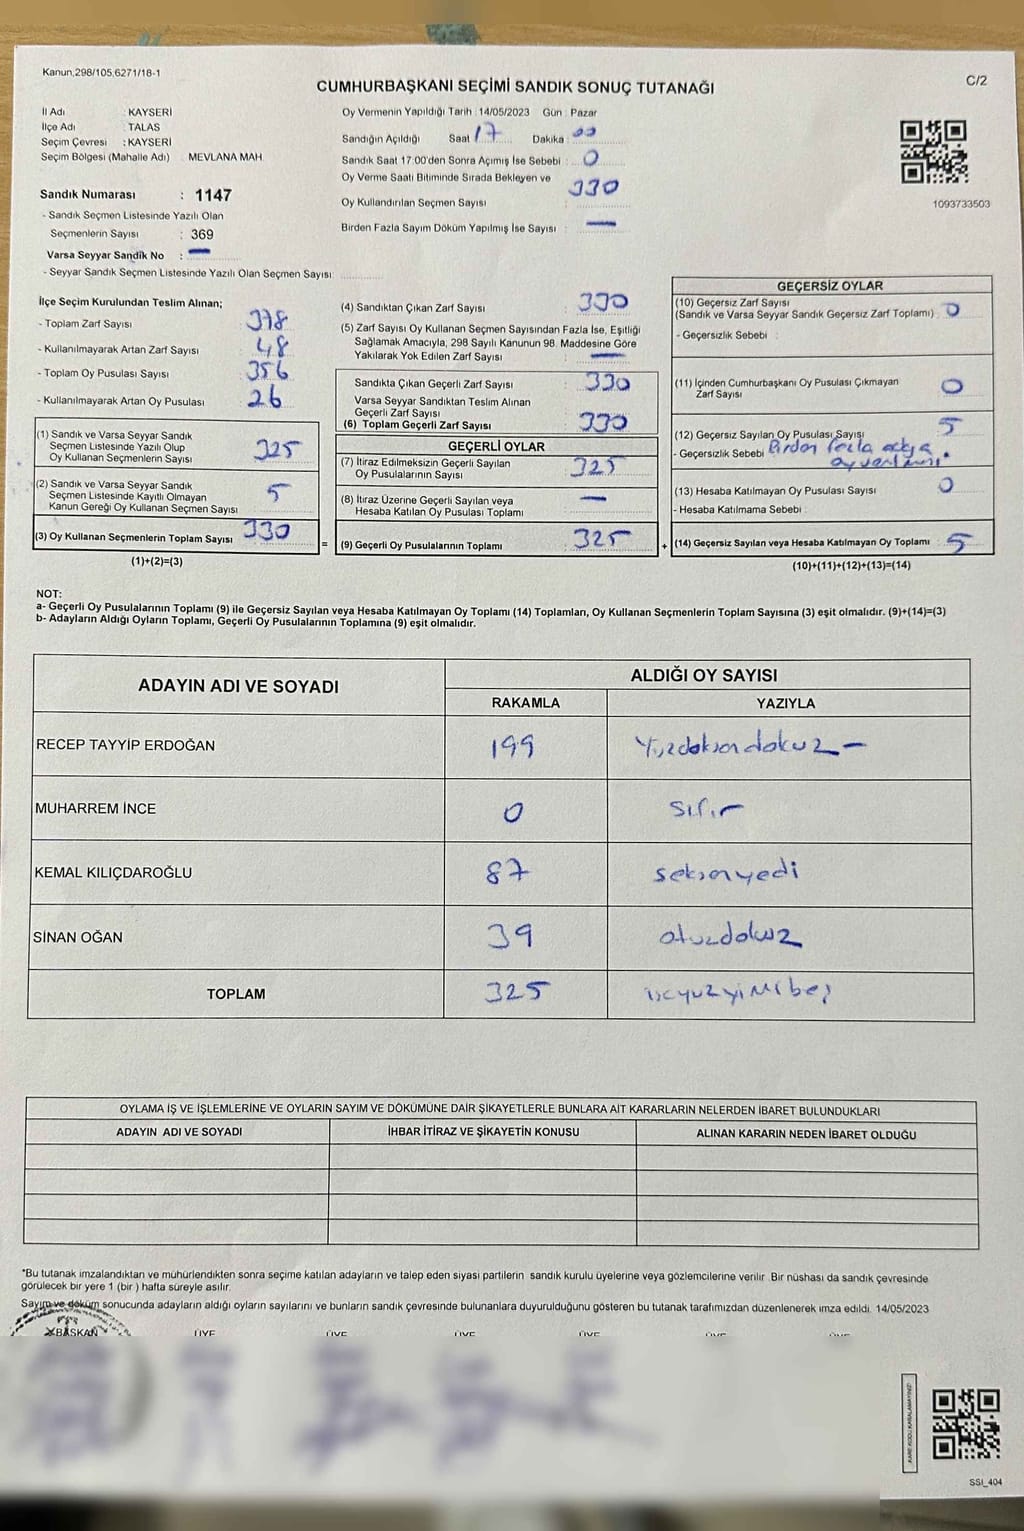 Kanun,298/105,6271/18-1
CUMHURBAŞKANI SEÇİMİ SANDIK SONUÇ TUTANAĞI
C/2
İl Adı : KAYSERİ
İlçe Adı : TALAS
Seçim Çevresi : KAYSERİ
Seçim Bölgesi (Mahalle Adı) : MEVLANA MAH.
Sandık Numarası : 1147
- Sandık Seçmen Listesinde Yazılı Olan
Seçmenlerin Sayısı : 369
Varsa Seyyar Sandık No : —
- Seyyar Sandık Seçmen Listesinde Yazılı Olan Seçmen Sayısı:
Oy Vermenin Yapıldığı Tarih : 14/05/2023 Gün : Pazar
Sandığın Açıldığı Saat 17 Dakika : 00
Sandık Saat 17:00'den Sonra Açımış İse Sebebi : 0
Oy Verme Saati Bitiminde Sırada Bekleyen ve
Oy Kullandırılan Seçmen Sayısı : 330
Birden Fazla Sayım Döküm Yapılmış İse Sayısı : —
1093733503
İlçe Seçim Kurulundan Teslim Alınan;
- Toplam Zarf Sayısı : 378
- Kullanılmayarak Artan Zarf Sayısı : 48
- Toplam Oy Pusulası Sayısı : 356
- Kullanılmayarak Artan Oy Pusulası : 26
(1) Sandık ve Varsa Seyyar Sandık
Seçmen Listesinde Yazılı Olup
Oy Kullanan Seçmenlerin Sayısı : 325
(2) Sandık ve Varsa Seyyar Sandık
Seçmen Listesinde Kayıtlı Olmayan
Kanun Gereği Oy Kullanan Seçmen Sayısı : 5
(3) Oy Kullanan Seçmenlerin Toplam Sayısı : 330
(1)+(2)=(3)
(4) Sandıktan Çıkan Zarf Sayısı : 330
(5) Zarf Sayısı Oy Kullanan Seçmen Sayısından Fazla İse, Eşitliği
Sağlamak Amacıyla, 298 Sayılı Kanunun 98. Maddesine Göre
Yakılarak Yok Edilen Zarf Sayısı : —
Sandıkta Çıkan Geçerli Zarf Sayısı : 330
Varsa Seyyar Sandıktan Teslim Alınan
Geçerli Zarf Sayısı
(6) Toplam Geçerli Zarf Sayısı : 330
GEÇERLİ OYLAR
(7) İtiraz Edilmeksizin Geçerli Sayılan
Oy Pusulalarının Sayısı : 325
(8) İtiraz Üzerine Geçerli Sayılan veya
Hesaba Katılan Oy Pusulası Toplamı : —
= (9) Geçerli Oy Pusulalarının Toplamı : 325
GEÇERSİZ OYLAR
(10) Geçersiz Zarf Sayısı
(Sandık ve Varsa Seyyar Sandık Geçersiz Zarf Toplamı) : 0
- Geçersizlik Sebebi :
(11) İçinden Cumhurbaşkanı Oy Pusulası Çıkmayan
Zarf Sayısı : 0
(12) Geçersiz Sayılan Oy Pusulası Sayısı : 5
- Geçersizlik Sebebi : Birden fazla adaya
oy verilmesi.
(13) Hesaba Katılmayan Oy Pusulası Sayısı : 0
- Hesaba Katılmama Sebebi :
+ (14) Geçersiz Sayılan veya Hesaba Katılmayan Oy Toplamı : 5
(10)+(11)+(12)+(13)=(14)
NOT:
a- Geçerli Oy Pusulalarının Toplamı (9) ile Geçersiz Sayılan veya Hesaba Katılmayan Oy Toplamı (14) Toplamları, Oy Kullanan Seçmenlerin Toplam Sayısına (3) eşit olmalıdır. (9)+(14)=(3)
b- Adayların Aldığı Oyların Toplamı, Geçerli Oy Pusulalarının Toplamına (9) eşit olmalıdır.
ADAYIN ADI VE SOYADI
ALDIĞI OY SAYISI
RAKAMLA YAZIYLA
RECEP TAYYİP ERDOĞAN 199 Yüzdoksandokuz —
MUHARREM İNCE 0 sıfır
KEMAL KILIÇDAROĞLU 87 seksenyedi
SİNAN OĞAN 39 otuzdokuz
TOPLAM 325 üçyüzyirmibeş
OYLAMA İŞ VE İŞLEMLERİNE VE OYLARIN SAYIM VE DÖKÜMÜNE DAİR ŞİKAYETLERLE BUNLARA AİT KARARLARIN NELERDEN İBARET BULUNDUKLARI
ADAYIN ADI VE SOYADI İHBAR İTİRAZ VE ŞİKAYETİN KONUSU ALINAN KARARIN NEDEN İBARET OLDUĞU
*Bu tutanak imzalandıktan ve mühürlendikten sonra seçime katılan adayların ve talep eden siyasi partilerin sandık kurulu üyelerine veya gözlemcilerine verilir. Bir nüshası da sandık çevresinde
görülecek bir yere 1 (bir ) hafta süreyle asılır.
Sayım ve döküm sonucunda adayların aldığı oyların sayılarını ve bunların sandık çevresinde bulunanlara duyurulduğunu gösteren bu tutanak tarafımızdan düzenlenerek imza edildi. 14/05/2023
BAŞKAN ÜYE ÜYE ÜYE ÜYE ÜYE ÜYE
KARE KODU KARALAMAYINIZ!
SSI_404